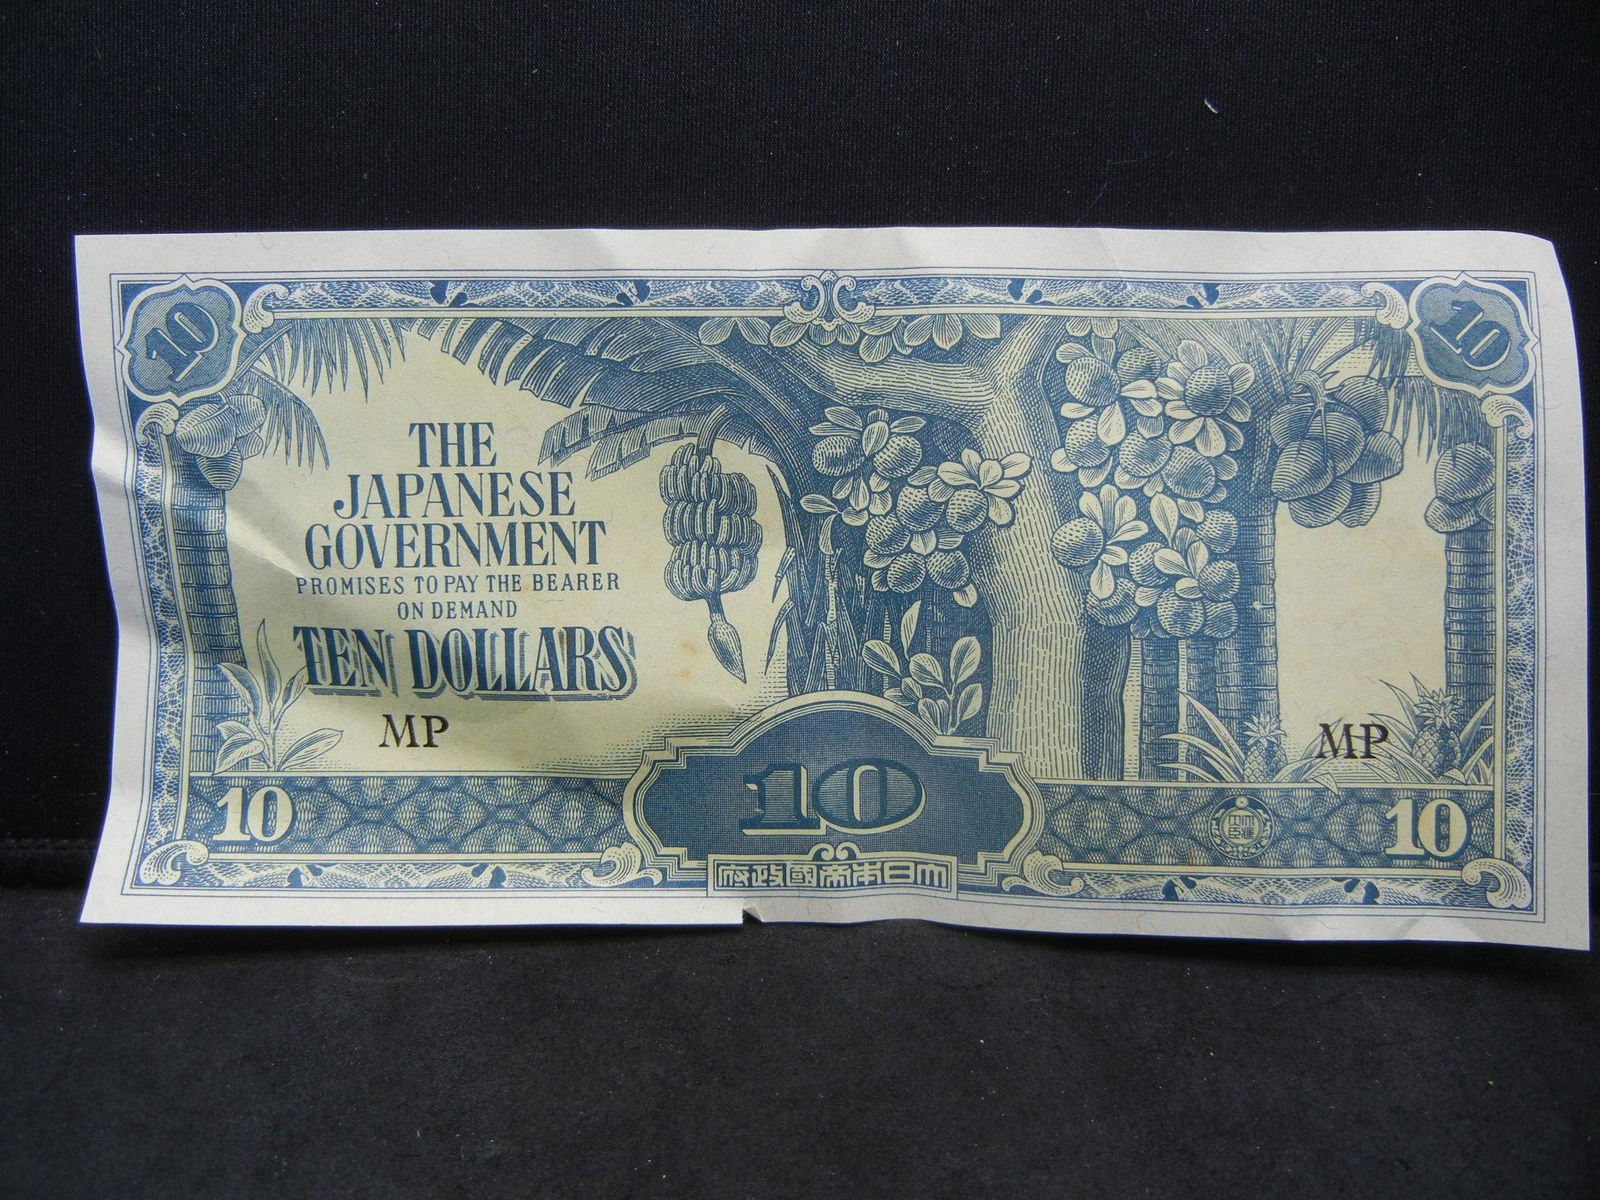 10
10
THE
JAPANESE
GOVERNMENT
PROMISES TO PAY THE BEARER
ON DEMAND
TEN DOLLARS
MP
MP
10
10
10
府政國帝本日大